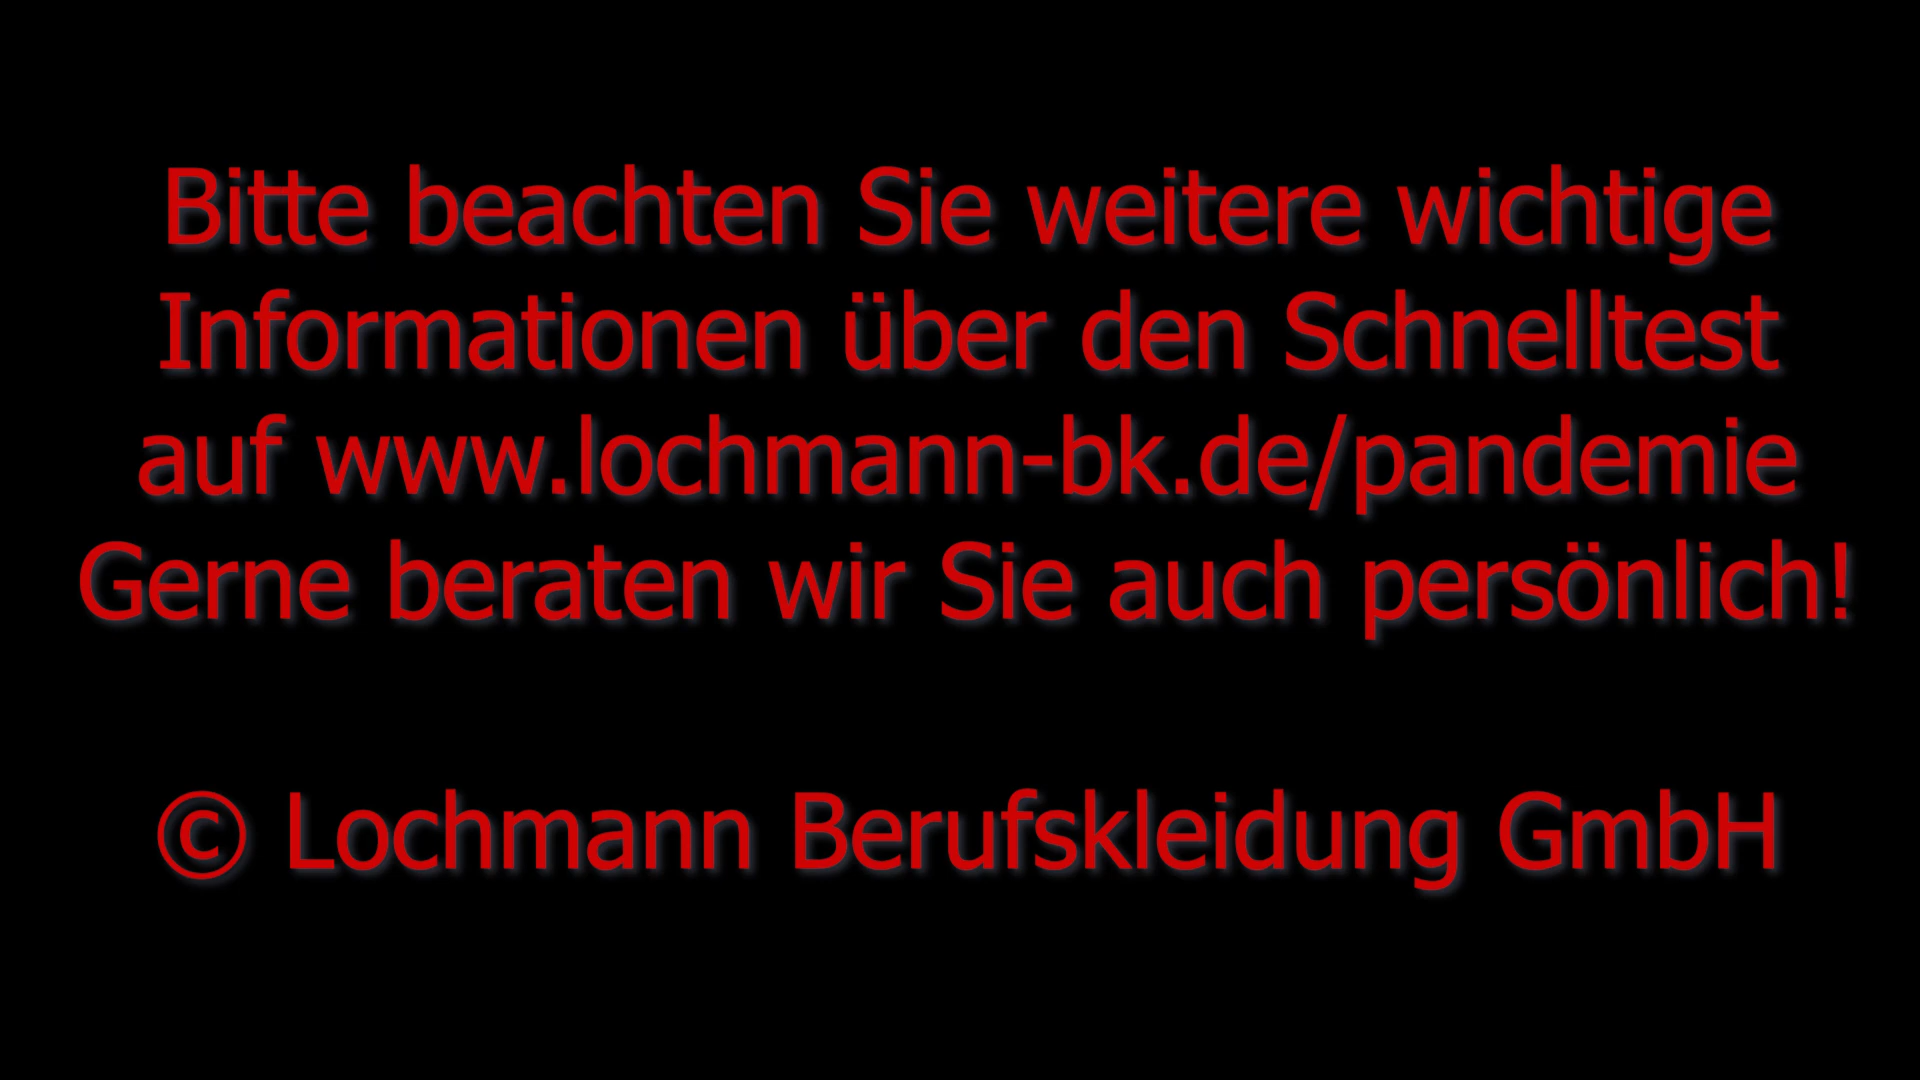 Bitte beachten Sie weitere wichtige
Informationen über den Schnelltest
auf www.lochmann-bk.de/pandemie
Gerne beraten wir Sie auch persönlich!
© Lochmann Berufskleidung GmbH